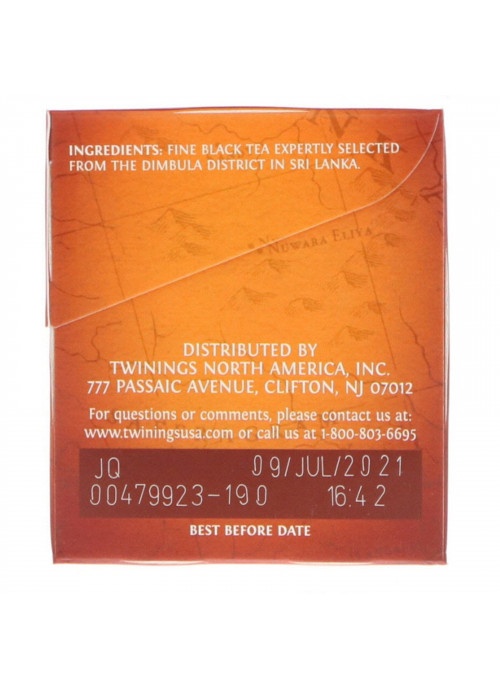 INGREDIENTS: FINE BLACK TEA EXPERTLY SELECTED
FROM THE DIMBULA DISTRICT IN SRI LANKA.
NUWARA ELIYA
DISTRIBUTED BY
TWININGS NORTH AMERICA, INC.
777 PASSAIC AVENUE, CLIFTON, NJ 07012
For questions or comments, please contact us at:
www.twiningsusa.com or call us at 1-800-803-6695
JQ 09/JUL/2021
00479923-190 16:42
BEST BEFORE DATE